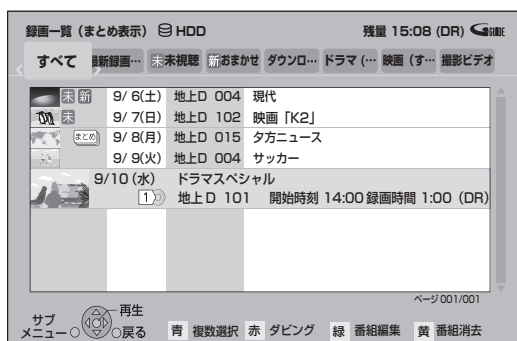 録画一覧（まとめ表示） HDD 残量 15:08 (DR) GGUIDE
すべて 最新録画… 未未視聴 新おまかせ ダウンロ… ドラマ (… 映画 (す… 撮影ビデオ
未 新 9/ 6(土) 地上D 004 現代
未 9/ 7(日) 地上D 102 映画「K2」
まとめ 9/ 8(月) 地上D 015 夕方ニュース
9/ 9(火) 地上D 004 サッカー
9/10 (水) ドラマスペシャル
1 地上D 101 開始時刻 14:00 録画時間 1:00 (DR)
ページ 001/001
再生
サブ
メニュー 戻る 青 複数選択 赤 ダビング 緑 番組編集 黄 番組消去